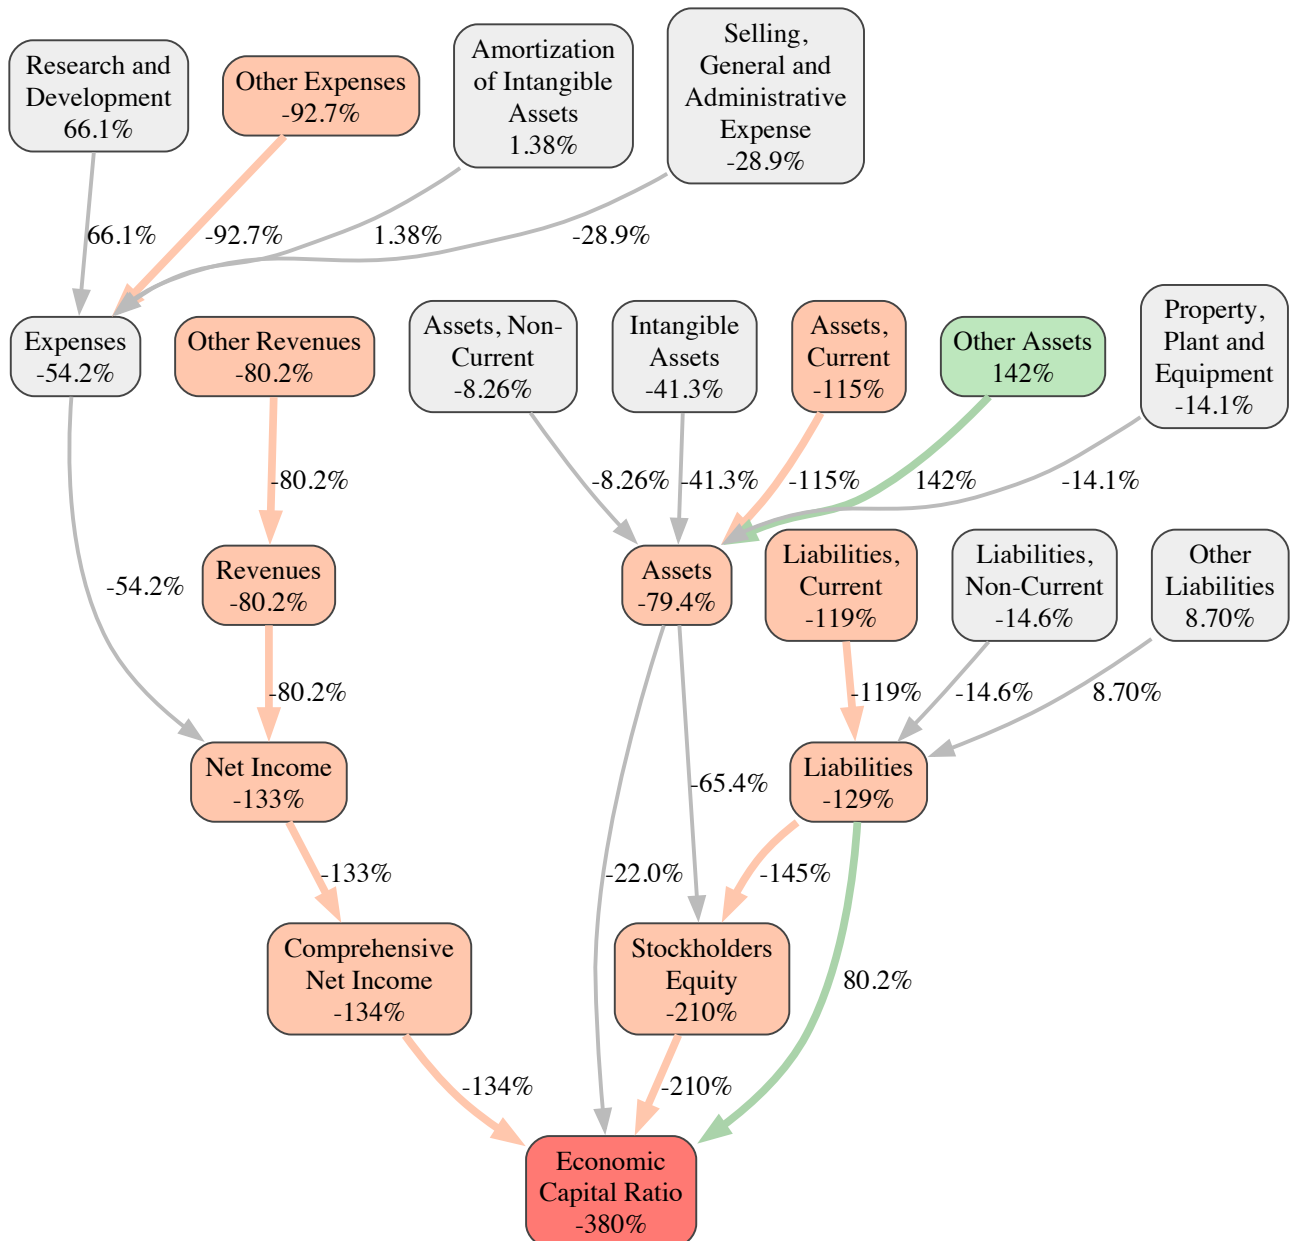 Research and
Development
66.1%
Other Expenses
-92.7%
Amortization
of Intangible
Assets
1.38%
Selling,
General and
Administrative
Expense
-28.9%
66.1%
-92.7%
1.38%
-28.9%
Expenses
-54.2%
Other Revenues
-80.2%
Assets, Non-
Current
-8.26%
Intangible
Assets
-41.3%
Assets,
Current
-115%
Other Assets
142%
Property,
Plant and
Equipment
-14.1%
-80.2%
-8.26%
-41.3%
-115%
142%
-14.1%
-54.2%
Revenues
-80.2%
Assets
-79.4%
Liabilities,
Current
-119%
Liabilities,
Non-Current
-14.6%
Other
Liabilities
8.70%
-80.2%
-119%
-14.6%
8.70%
Net Income
-133%
-65.4%
Liabilities
-129%
-133%
-22.0%
-145%
Comprehensive
Net Income
-134%
Stockholders
Equity
-210%
80.2%
-134%
-210%
Economic
Capital Ratio
-380%